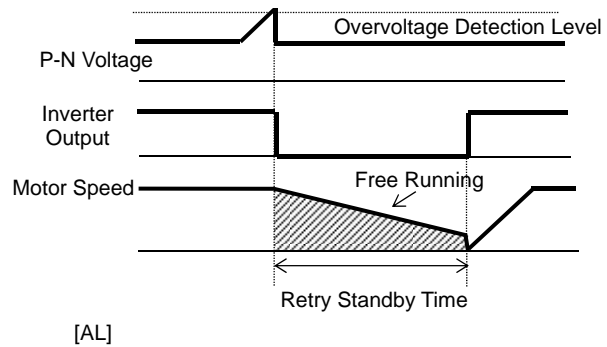 Overvoltage Detection Level
P-N Voltage
Inverter
Output
Free Running
Motor Speed
Retry Standby Time
[AL]